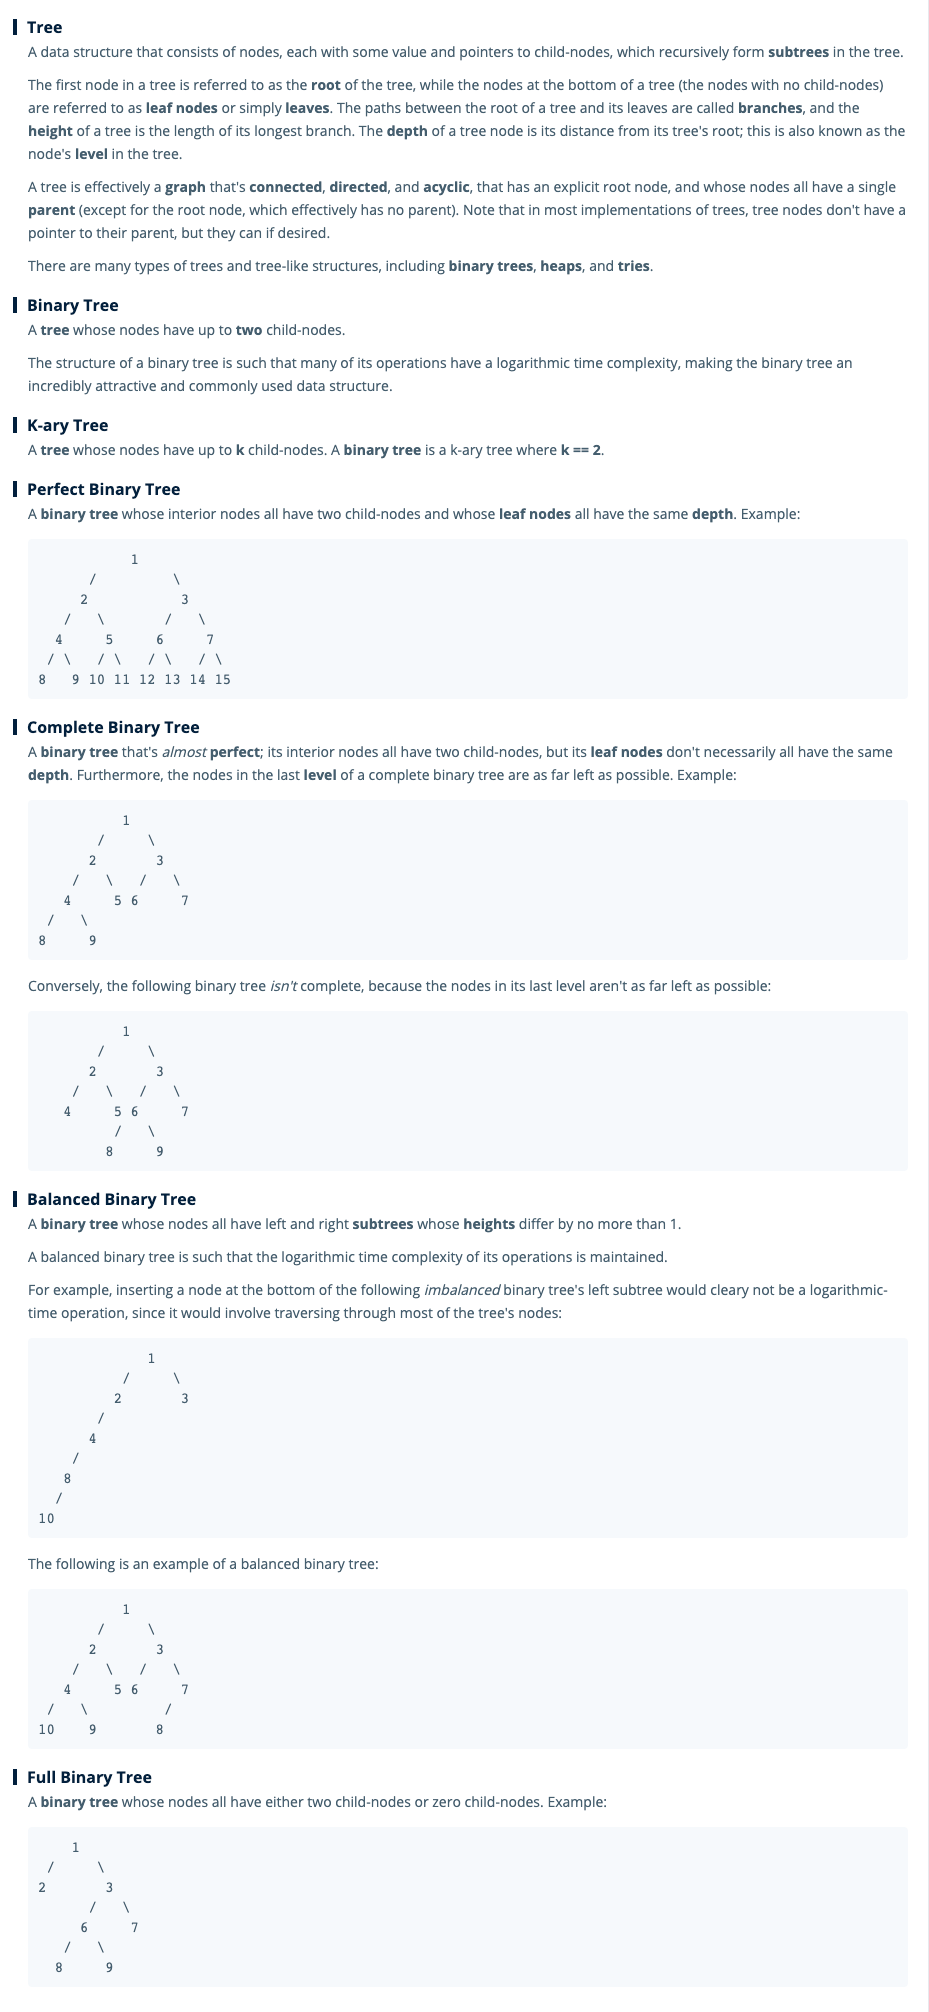 Tree
A data structure that consists of nodes, each with some value and pointers to child-nodes, which recursively form subtrees in the tree.
The first node in a tree is referred to as the root of the tree, while the nodes at the bottom of a tree (the nodes with no child-nodes)
are referred to as leaf nodes or simply leaves. The paths between the root of a tree and its leaves are called branches, and the
height of a tree is the length of its longest branch. The depth of a tree node is its distance from its tree's root; this is also known as the
node's level in the tree.
A tree is effectively a graph that's connected, directed, and acyclic, that has an explicit root node, and whose nodes all have a single
parent (except for the root node, which effectively has no parent). Note that in most implementations of trees, tree nodes don't have a
pointer to their parent, but they can if desired.
There are many types of trees and tree-like structures, including binary trees, heaps, and tries.
Binary Tree
A tree whose nodes have up to two child-nodes.
The structure of a binary tree is such that many of its operations have a logarithmic time complexity, making the binary tree an
incredibly attractive and commonly used data structure.
K-ary Tree
A tree whose nodes have up to k child-nodes. A binary tree is a k-ary tree where k == 2.
Perfect Binary Tree
A binary tree whose interior nodes all have two child-nodes and whose leaf nodes all have the same depth. Example:
           1
      /         \
     2           3
   /   \       /   \
  4     5     6     7
 / \   / \   / \   / \
8   9 10 11 12 13 14 15
Complete Binary Tree
A binary tree that's almost perfect; its interior nodes all have two child-nodes, but its leaf nodes don't necessarily all have the same
depth. Furthermore, the nodes in the last level of a complete binary tree are as far left as possible. Example:
          1
       /     \
      2       3
    /   \   /   \
   4     5 6     7
 /   \
8     9
Conversely, the following binary tree isn't complete, because the nodes in its last level aren't as far left as possible:
          1
       /     \
      2       3
    /   \   /   \
   4     5 6     7
         /   \
        8     9
Balanced Binary Tree
A binary tree whose nodes all have left and right subtrees whose heights differ by no more than 1.
A balanced binary tree is such that the logarithmic time complexity of its operations is maintained.
For example, inserting a node at the bottom of the following imbalanced binary tree's left subtree would cleary not be a logarithmic-
time operation, since it would involve traversing through most of the tree's nodes:
             1
          /     \
         2       3
       /
      4
    /
   8
  /
10
The following is an example of a balanced binary tree:
          1
       /     \
      2       3
    /   \   /   \
   4     5 6     7
 /   \         /
10    9       8
Full Binary Tree
A binary tree whose nodes all have either two child-nodes or zero child-nodes. Example:
    1
 /     \
2       3
      /   \
     6     7
   /   \
  8     9